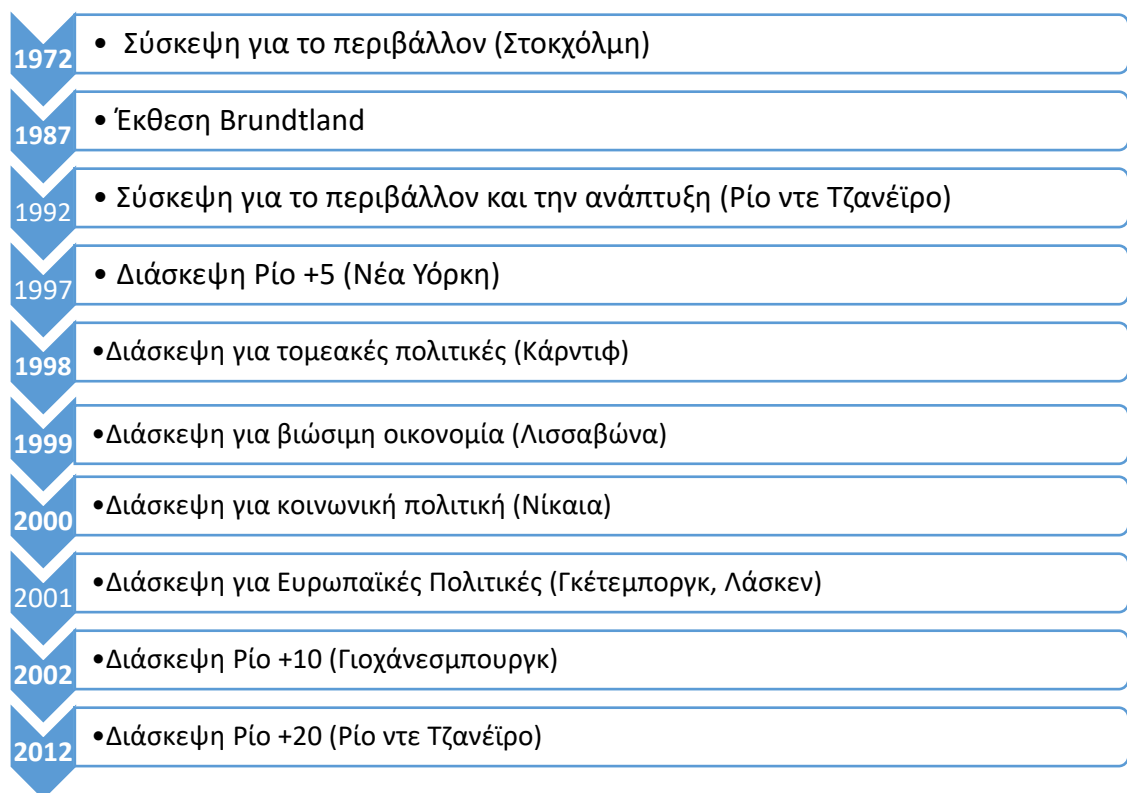 1972 • Σύσκεψη για το περιβάλλον (Στοκχόλμη)
1987 • Έκθεση Brundtland
1992 • Σύσκεψη για το περιβάλλον και την ανάπτυξη (Ρίο ντε Τζανέϊρο)
1997 • Διάσκεψη Ρίο +5 (Νέα Υόρκη)
1998 •Διάσκεψη για τομεακές πολιτικές (Κάρντιφ)
1999 •Διάσκεψη για βιώσιμη οικονομία (Λισσαβώνα)
2000 •Διάσκεψη για κοινωνική πολιτική (Νίκαια)
2001 •Διάσκεψη για Ευρωπαϊκές Πολιτικές (Γκέτεμποργκ, Λάσκεν)
2002 •Διάσκεψη Ρίο +10 (Γιοχάνεσμπουργκ)
2012 •Διάσκεψη Ρίο +20 (Ρίο ντε Τζανέϊρο)